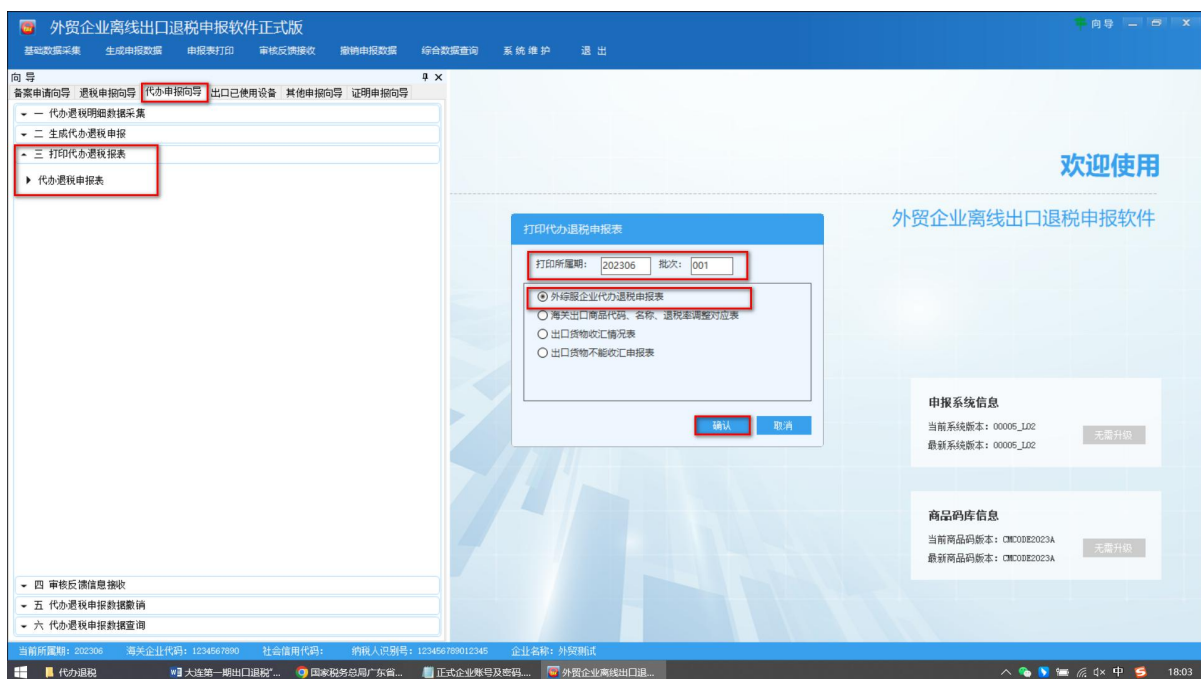 外贸企业离线出口退税申报软件正式版
向导
基础数据采集 生成申报数据 申报表打印 审核反馈接收 撤销申报数据 综合数据查询 系统维护 退出
向导
备案申请向导 退税申报向导 代办申报向导 出口已使用设备 其他申报向导 证明申报向导
一 代办退税明细数据采集
二 生成代办退税申报
三 打印代办退税报表
代办退税申报表
欢迎使用
外贸企业离线出口退税申报软件
打印代办退税申报表
打印所属期: 202306 批次: 001
外综服企业代办退税申报表
海关出口商品代码、名称、退税率调整对应表
出口货物收汇情况表
出口货物不能收汇申报表
确认 取消
申报系统信息
当前系统版本: 00005_L02
最新系统版本: 00005_L02
无需升级
商品码库信息
当前商品码版本: CMCODE2023A
最新商品码版本: CMCODE2023A
无需升级
四 审核反馈信息接收
五 代办退税申报数据撤销
六 代办退税申报数据查询
当前所属期: 202306 海关企业代码: 1234567890 社会信用代码: 纳税人识别号: 123456789012345 企业名称: 外贸测试
代办退税 大连第一期出口退税"... 国家税务总局广东省... 正式企业账号及密码.... 外贸企业离线出口退... 中 18:03